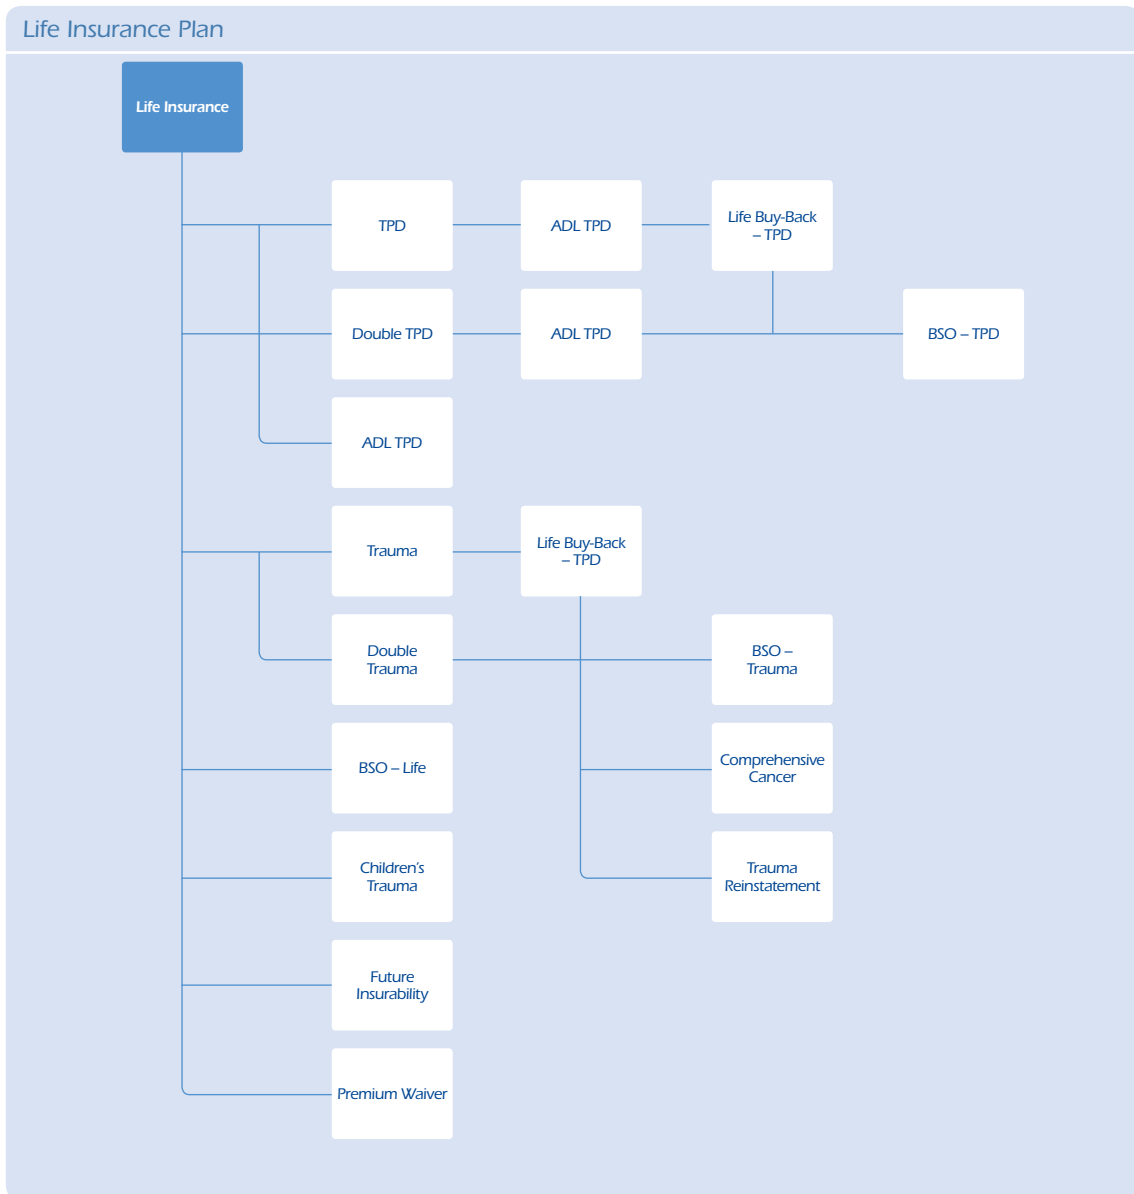 Life Insurance Plan
Life Insurance
TPD
ADL TPD
Life Buy-Back
– TPD
Double TPD
ADL TPD
BSO – TPD
ADL TPD
Trauma
Life Buy-Back
– TPD
Double
Trauma
BSO –
Trauma
BSO – Life
Comprehensive
Cancer
Children’s
Trauma
Trauma
Reinstatement
Future
Insurability
Premium Waiver